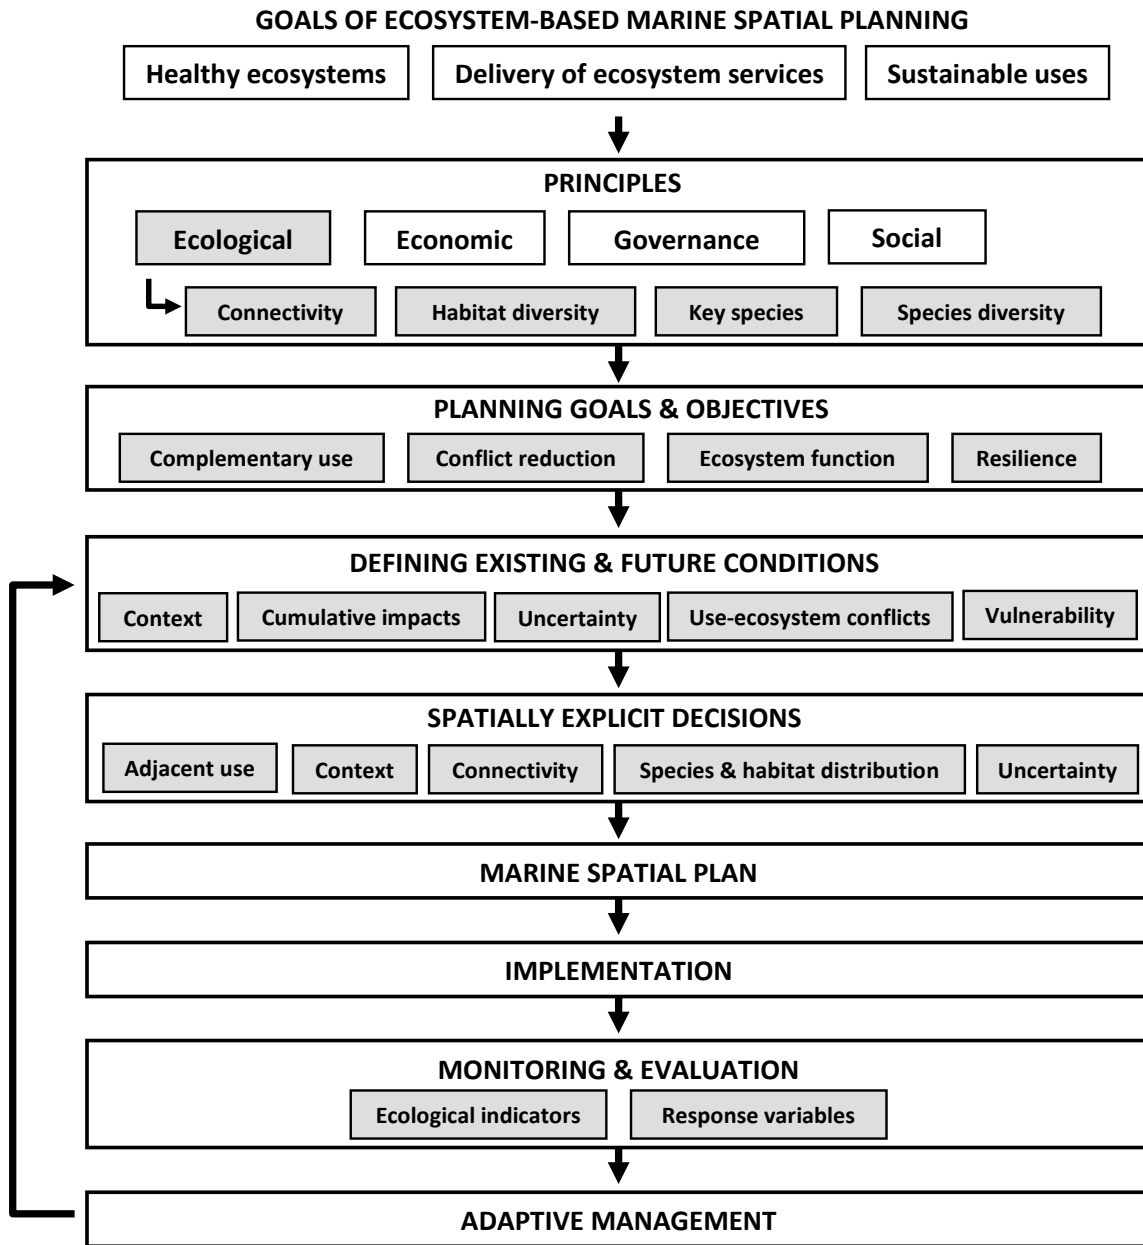 GOALS OF ECOSYSTEM-BASED MARINE SPATIAL PLANNING
Healthy ecosystems
Delivery of ecosystem services
Sustainable uses
PRINCIPLES
Ecological
Economic
Governance
Social
Connectivity
Habitat diversity
Key species
Species diversity
PLANNING GOALS & OBJECTIVES
Complementary use
Conflict reduction
Ecosystem function
Resilience
DEFINING EXISTING & FUTURE CONDITIONS
Context
Cumulative impacts
Uncertainty
Use-ecosystem conflicts
Vulnerability
SPATIALLY EXPLICIT DECISIONS
Adjacent use
Context
Connectivity
Species & habitat distribution
Uncertainty
MARINE SPATIAL PLAN
IMPLEMENTATION
MONITORING & EVALUATION
Ecological indicators
Response variables
ADAPTIVE MANAGEMENT